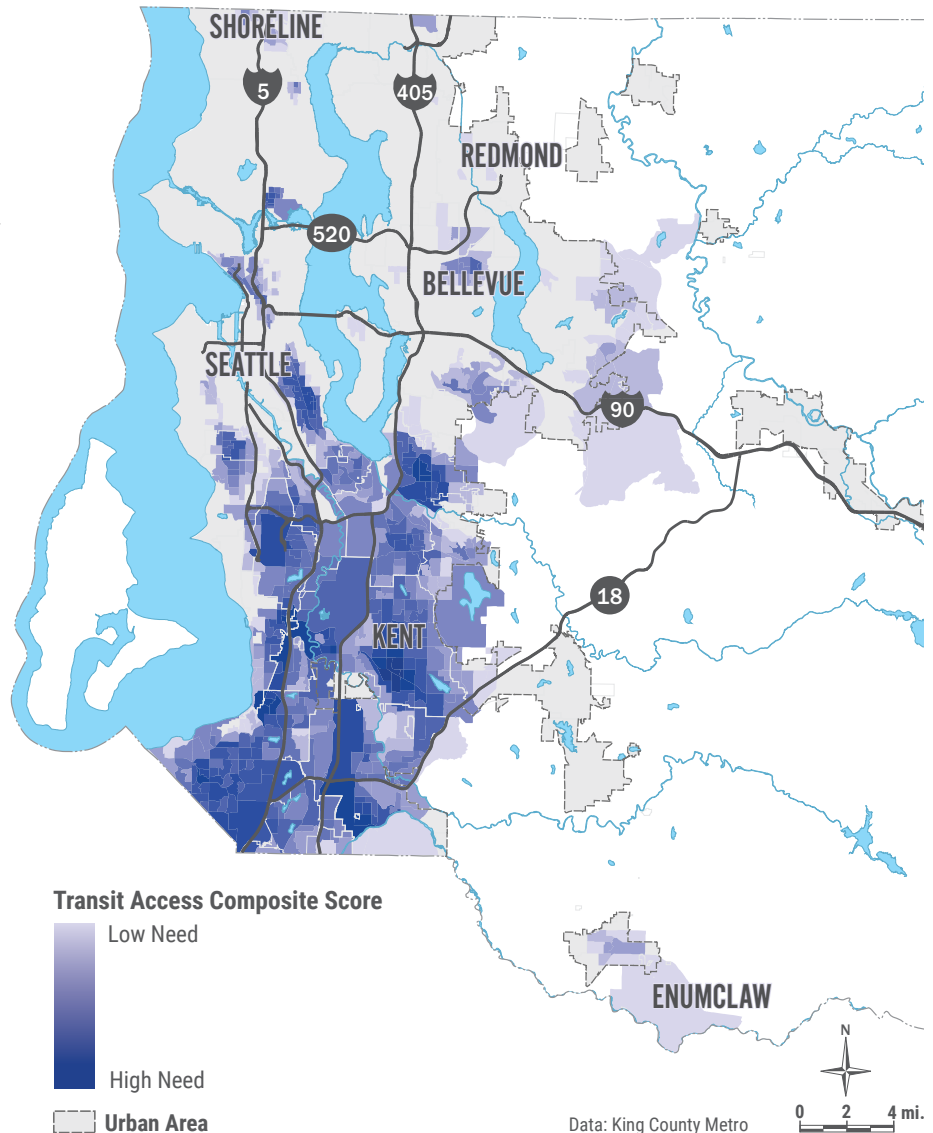 SHORELINE
5
405
REDMOND
520
BELLEVUE
SEATTLE
90
18
KENT
Transit Access Composite Score
Low Need
High Need
ENUMCLAW
N
Urban Area
Data: King County Metro
0 2 4 mi.